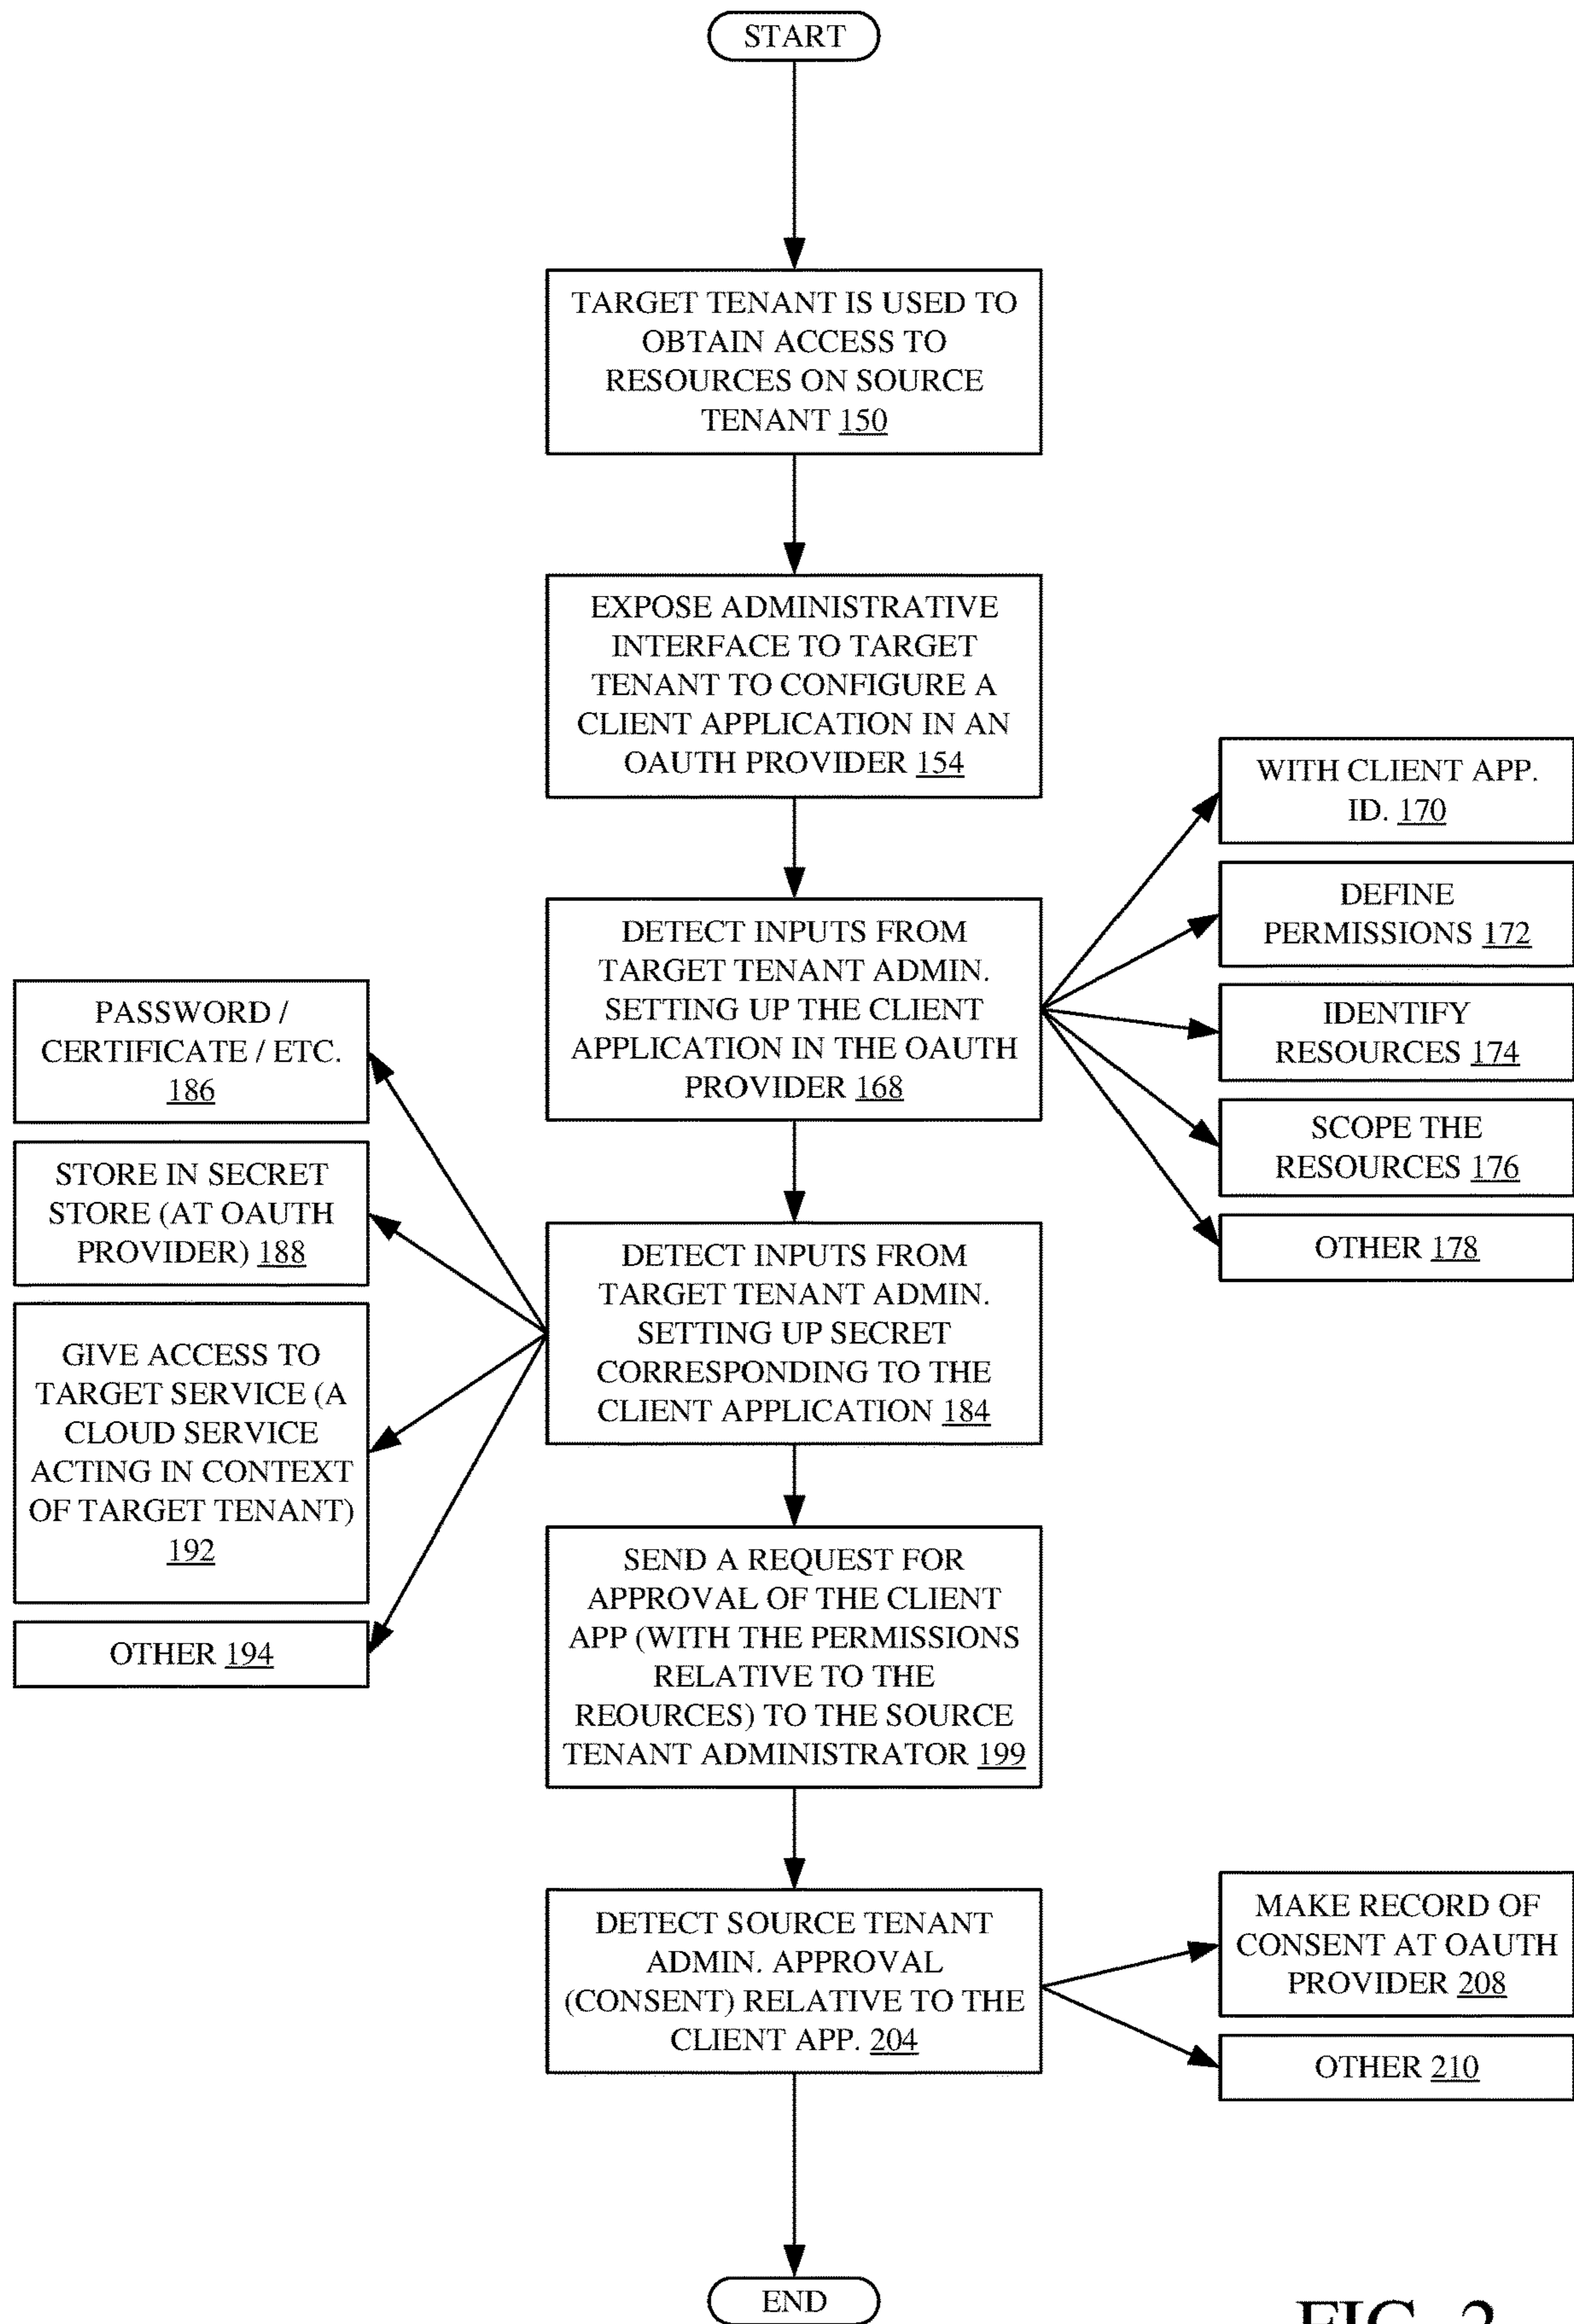 START
TARGET TENANT IS USED TO
OBTAIN ACCESS TO
RESOURCES ON SOURCE
TENANT 150
EXPOSE ADMINISTRATIVE
INTERFACE TO TARGET
TENANT TO CONFIGURE A
CLIENT APPLICATION IN AN
OAUTH PROVIDER 154
DETECT INPUTS FROM
TARGET TENANT ADMIN.
SETTING UP THE CLIENT
APPLICATION IN THE OAUTH
PROVIDER 168
WITH CLIENT APP.
ID. 170
DEFINE
PERMISSIONS 172
IDENTIFY
RESOURCES 174
SCOPE THE
RESOURCES 176
OTHER 178
DETECT INPUTS FROM
TARGET TENANT ADMIN.
SETTING UP SECRET
CORRESPONDING TO THE
CLIENT APPLICATION 184
PASSWORD /
CERTIFICATE / ETC.
186
STORE IN SECRET
STORE (AT OAUTH
PROVIDER) 188
GIVE ACCESS TO
TARGET SERVICE (A
CLOUD SERVICE
ACTING IN CONTEXT
OF TARGET TENANT)
192
OTHER 194
SEND A REQUEST FOR
APPROVAL OF THE CLIENT
APP (WITH THE PERMISSIONS
RELATIVE TO THE
REOURCES) TO THE SOURCE
TENANT ADMINISTRATOR 199
DETECT SOURCE TENANT
ADMIN. APPROVAL
(CONSENT) RELATIVE TO THE
CLIENT APP. 204
MAKE RECORD OF
CONSENT AT OAUTH
PROVIDER 208
OTHER 210
END
FIG. 2